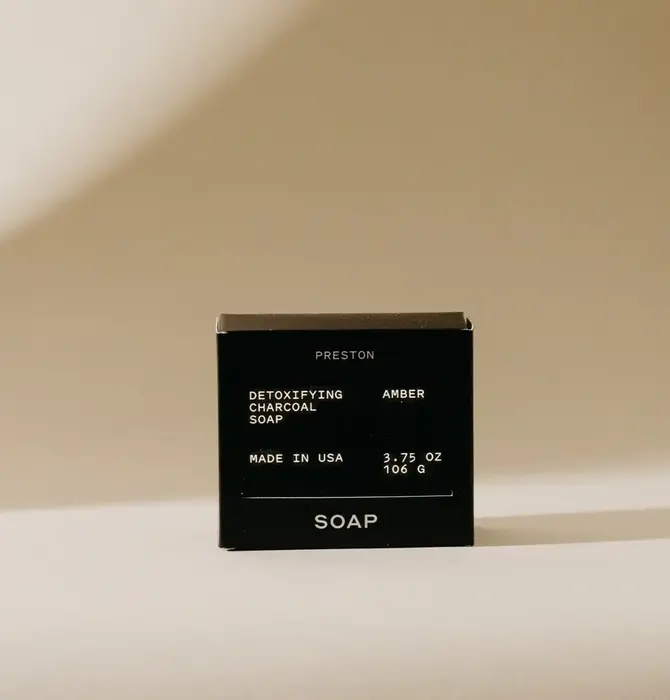 PRESTON
DETOXIFYING
CHARCOAL
SOAP
AMBER
MADE IN USA
3.75 OZ
106 G
SOAP